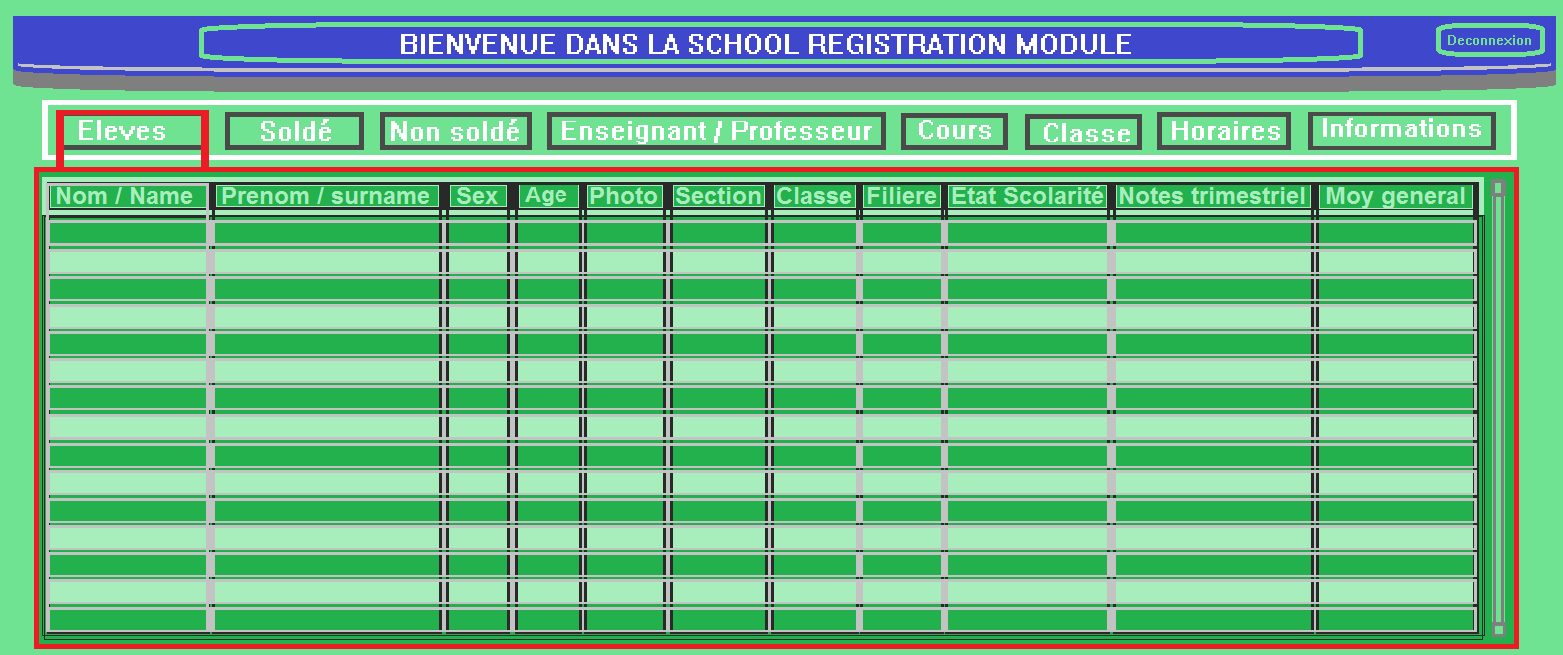 BIENVENUE DANS LA SCHOOL REGISTRATION MODULE
Deconnexion
Eleves Soldé Non soldé Enseignant / Professeur Cours Classe Horaires Informations
Nom / Name Prenom / surname Sex Age Photo Section Classe Filiere Etat Scolarité Notes trimestriel Moy general